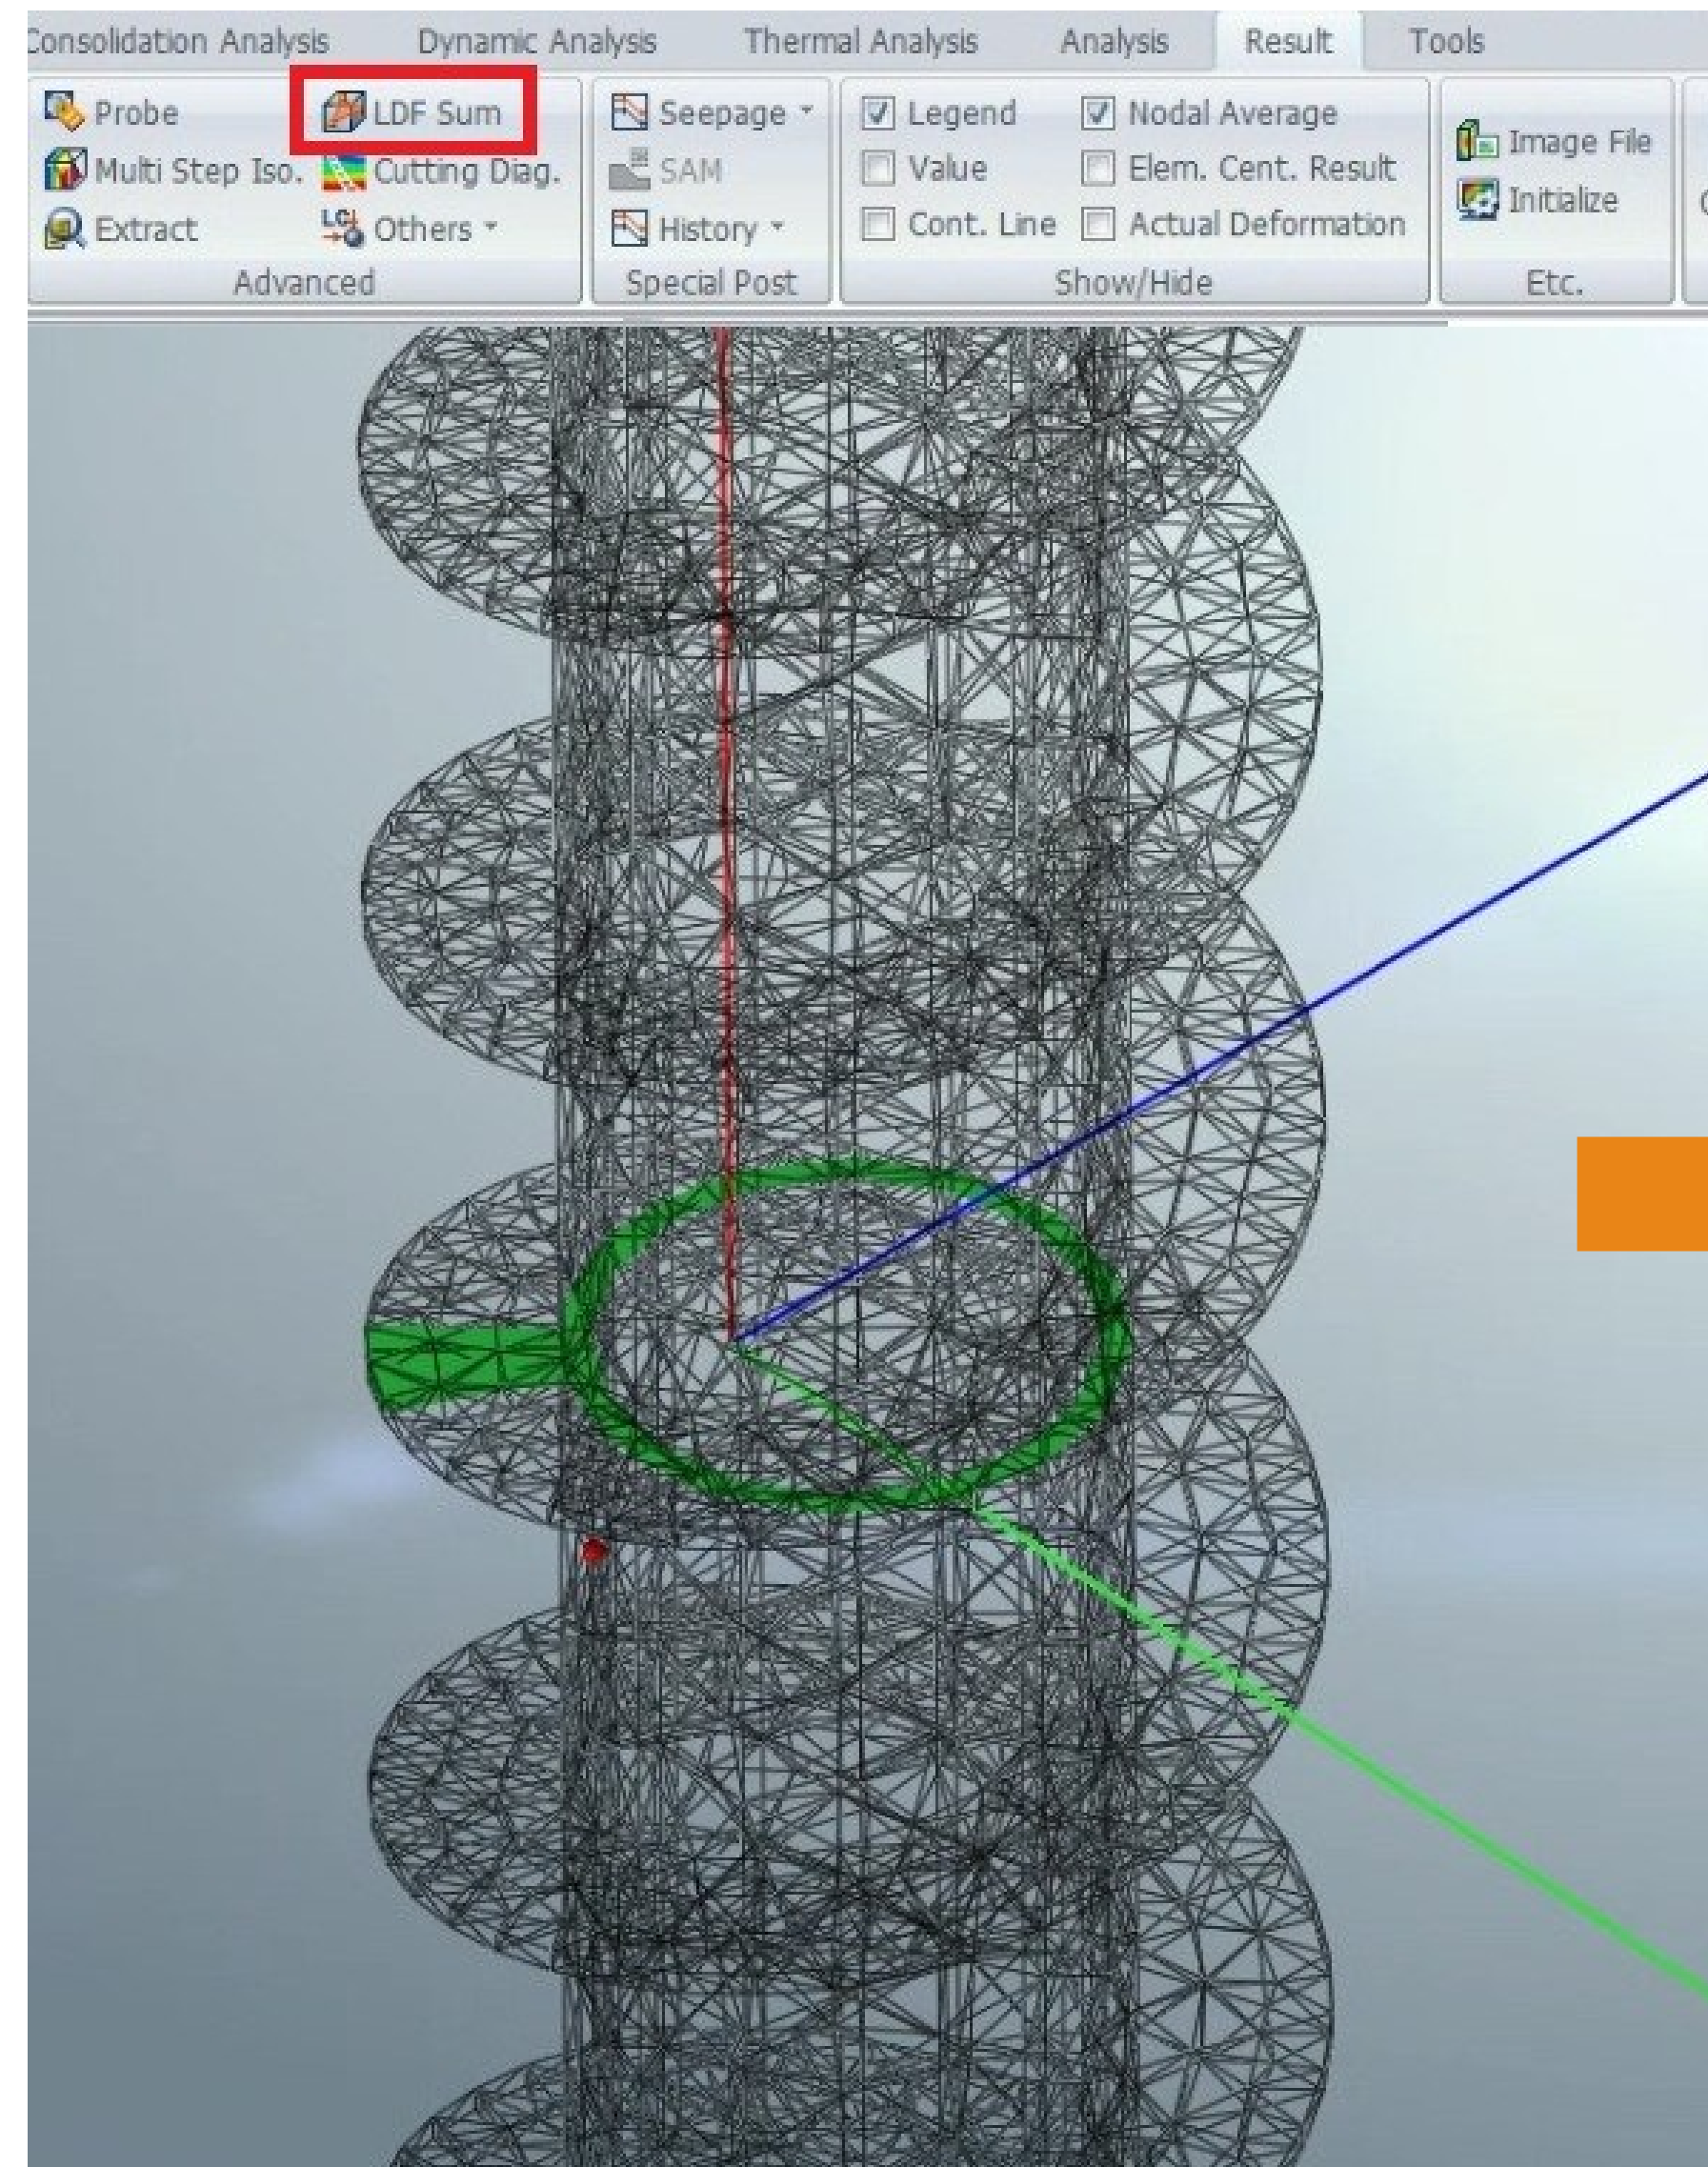 Consolidation Analysis Dynamic Analysis Thermal Analysis Analysis Result Tools
Probe LDF Sum Seepage Legend Nodal Average
Multi Step Iso. Cutting Diag. SAM Value Elem. Cent. Result Image File
Extract LC Others History Cont. Line Actual Deformation Initialize
Advanced Special Post Show/Hide Etc.